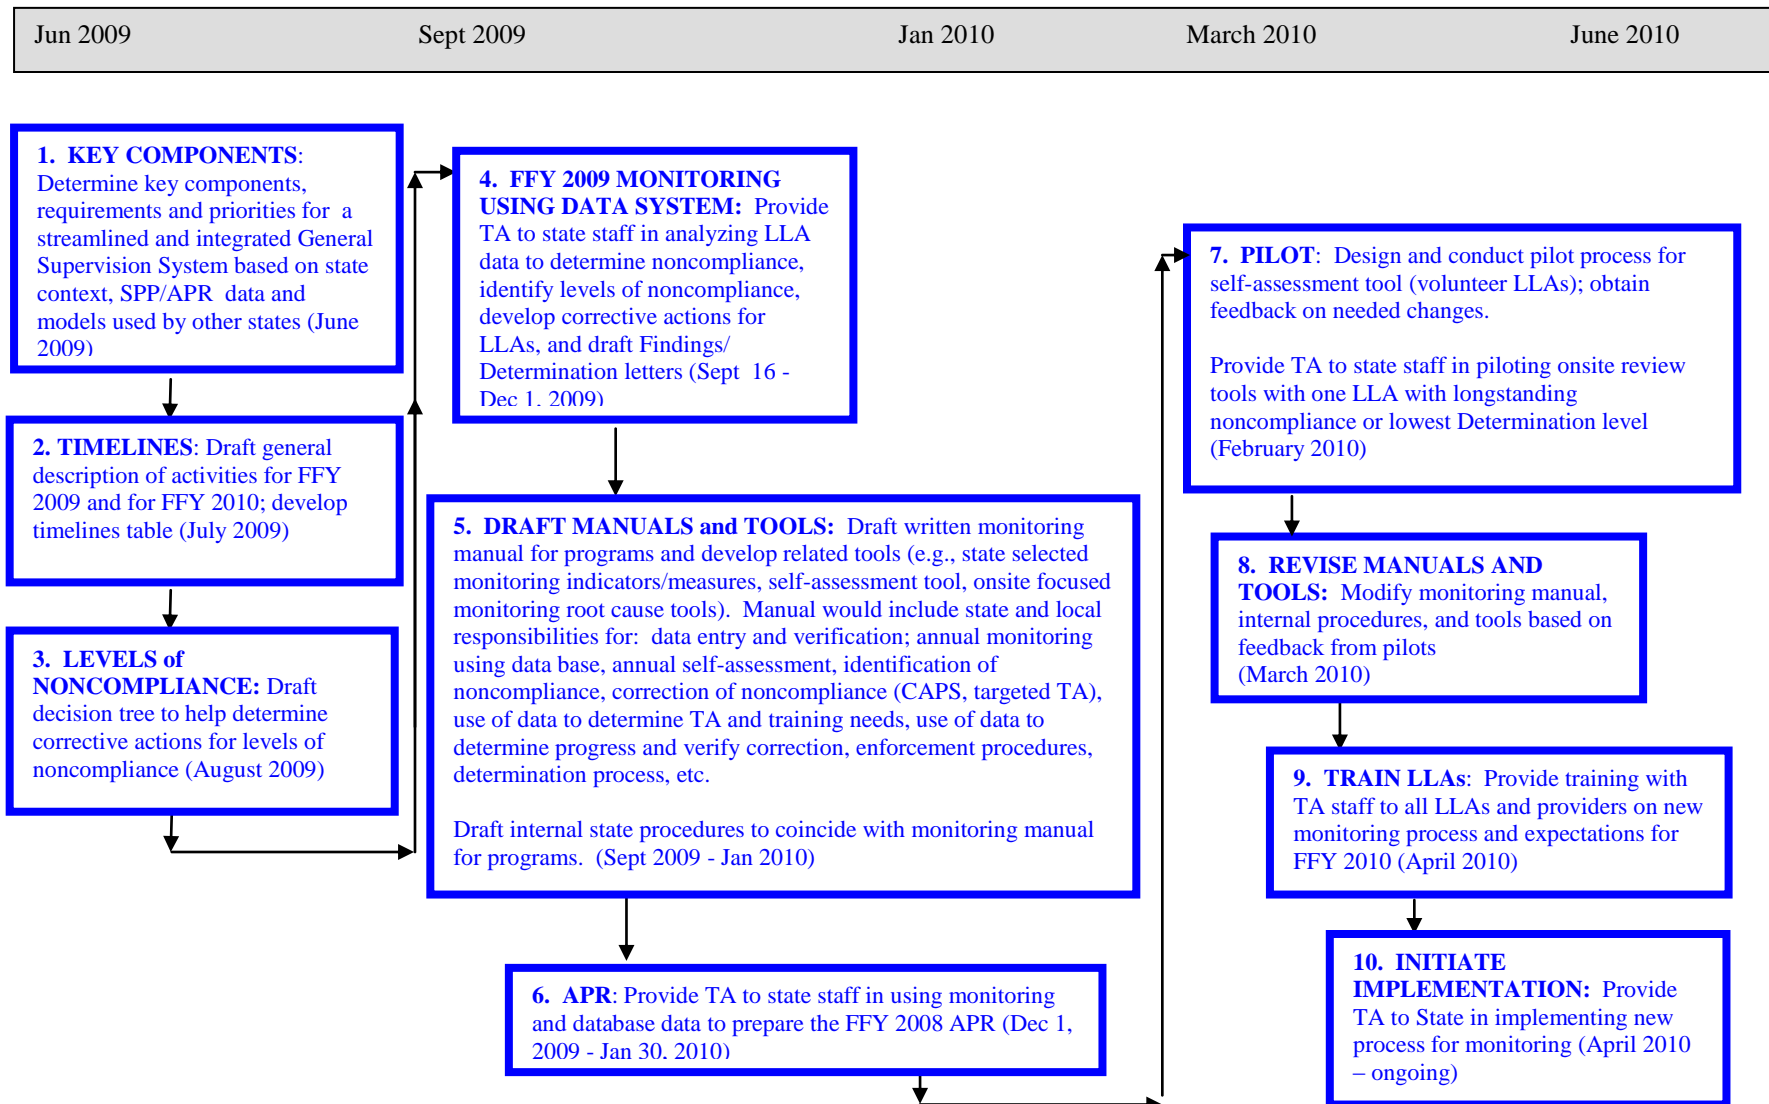 Jun 2009 Sept 2009 Jan 2010 March 2010 June 2010
1. KEY COMPONENTS:
Determine key components,
requirements and priorities for a
streamlined and integrated General
Supervision System based on state
context, SPP/APR data and
models used by other states (June
2009)
2. TIMELINES: Draft general
description of activities for FFY
2009 and for FFY 2010; develop
timelines table (July 2009)
3. LEVELS of
NONCOMPLIANCE: Draft
decision tree to help determine
corrective actions for levels of
noncompliance (August 2009)
4. FFY 2009 MONITORING
USING DATA SYSTEM: Provide
TA to state staff in analyzing LLA
data to determine noncompliance,
identify levels of noncompliance,
develop corrective actions for
LLAs, and draft Findings/
Determination letters (Sept 16 -
Dec 1, 2009)
5. DRAFT MANUALS and TOOLS: Draft written monitoring
manual for programs and develop related tools (e.g., state selected
monitoring indicators/measures, self-assessment tool, onsite focused
monitoring root cause tools). Manual would include state and local
responsibilities for: data entry and verification; annual monitoring
using data base, annual self-assessment, identification of
noncompliance, correction of noncompliance (CAPS, targeted TA),
use of data to determine TA and training needs, use of data to
determine progress and verify correction, enforcement procedures,
determination process, etc.
Draft internal state procedures to coincide with monitoring manual
for programs. (Sept 2009 - Jan 2010)
6. APR: Provide TA to state staff in using monitoring
and database data to prepare the FFY 2008 APR (Dec 1,
2009 - Jan 30, 2010)
7. PILOT: Design and conduct pilot process for
self-assessment tool (volunteer LLAs); obtain
feedback on needed changes.
Provide TA to state staff in piloting onsite review
tools with one LLA with longstanding
noncompliance or lowest Determination level
(February 2010)
8. REVISE MANUALS AND
TOOLS: Modify monitoring manual,
internal procedures, and tools based on
feedback from pilots
(March 2010)
9. TRAIN LLAs: Provide training with
TA staff to all LLAs and providers on new
monitoring process and expectations for
FFY 2010 (April 2010)
10. INITIATE
IMPLEMENTATION: Provide
TA to State in implementing new
process for monitoring (April 2010
– ongoing)